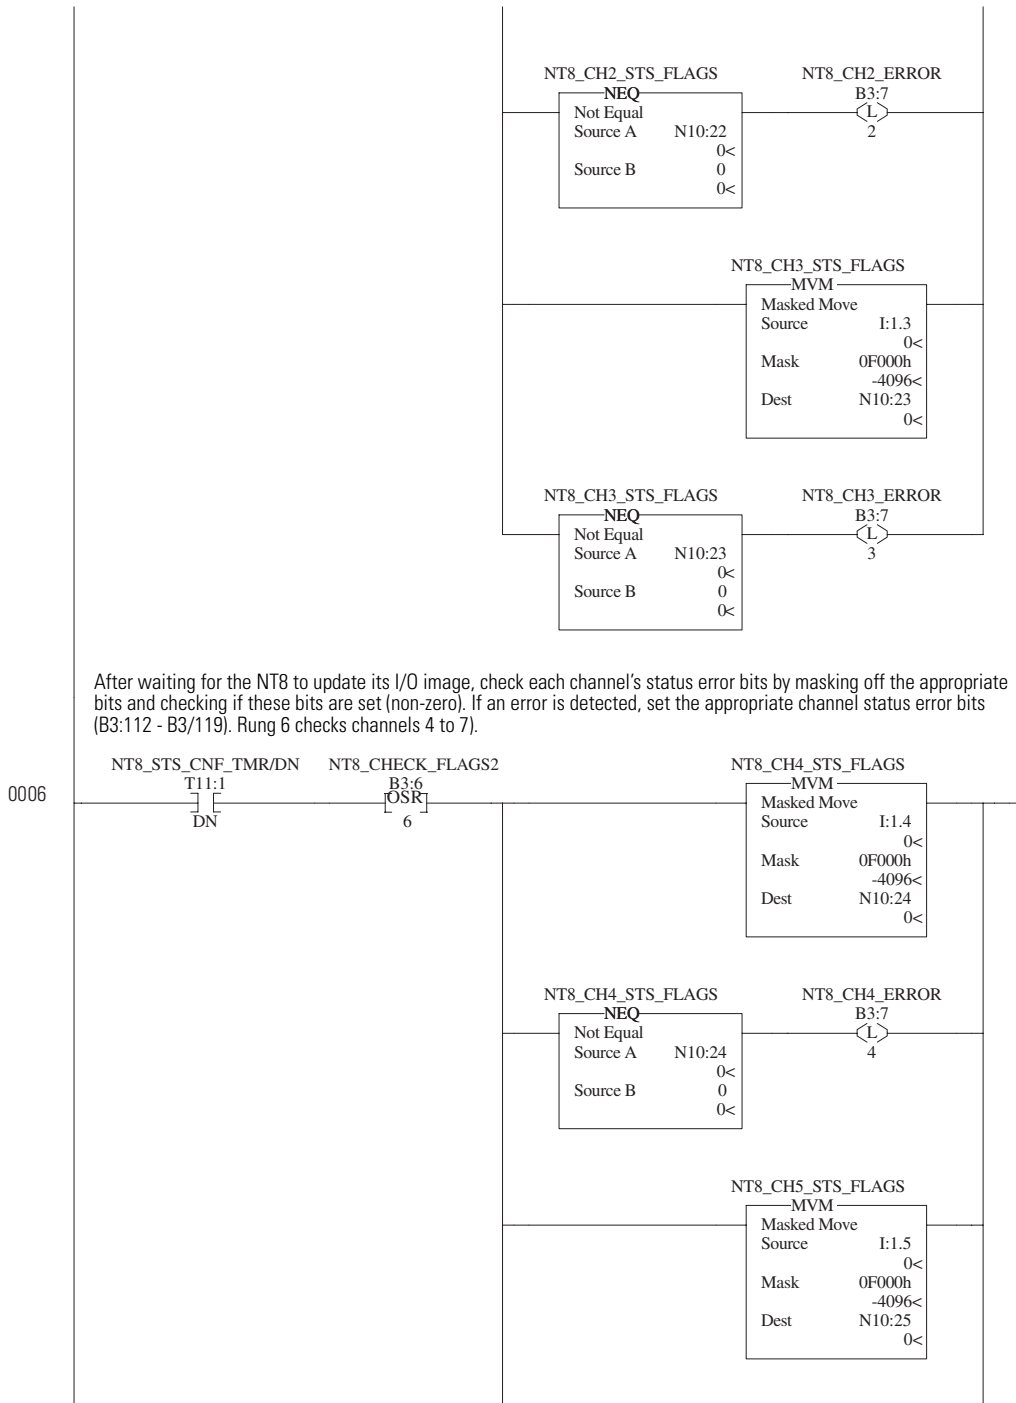 NT8_CH2_STS_FLAGS NT8_CH2_ERROR
NEQ B3:7
Not Equal L
Source A N10:22 2
0<
Source B 0
0<
NT8_CH3_STS_FLAGS
MVM
Masked Move
Source I:1.3
0<
Mask 0F000h
-4096<
Dest N10:23
0<
NT8_CH3_STS_FLAGS NT8_CH3_ERROR
NEQ B3:7
Not Equal L
Source A N10:23 3
0<
Source B 0
0<
After waiting for the NT8 to update its I/O image, check each channel's status error bits by masking off the appropriate
bits and checking if these bits are set (non-zero). If an error is detected, set the appropriate channel status error bits
(B3:112 - B3/119). Rung 6 checks channels 4 to 7).
NT8_STS_CNF_TMR/DN NT8_CHECK_FLAGS2 NT8_CH4_STS_FLAGS
T11:1 B3:6 MVM
0006 OSR Masked Move
DN 6 Source I:1.4
0<
Mask 0F000h
-4096<
Dest N10:24
0<
NT8_CH4_STS_FLAGS NT8_CH4_ERROR
NEQ B3:7
Not Equal L
Source A N10:24 4
0<
Source B 0
0<
NT8_CH5_STS_FLAGS
MVM
Masked Move
Source I:1.5
0<
Mask 0F000h
-4096<
Dest N10:25
0<